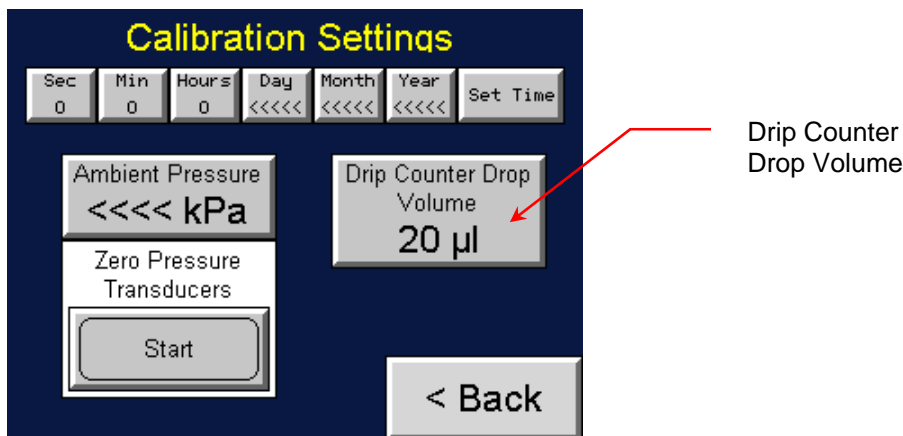 Calibration Settings
Sec Min Hours Day Month Year Set Time
0 0 0 <<<<< <<<<< <<<<<
Ambient Pressure
<<<< kPa
Zero Pressure
Transducers
Start
Drip Counter Drop
Volume
20 µl
< Back
Drip Counter
Drop Volume